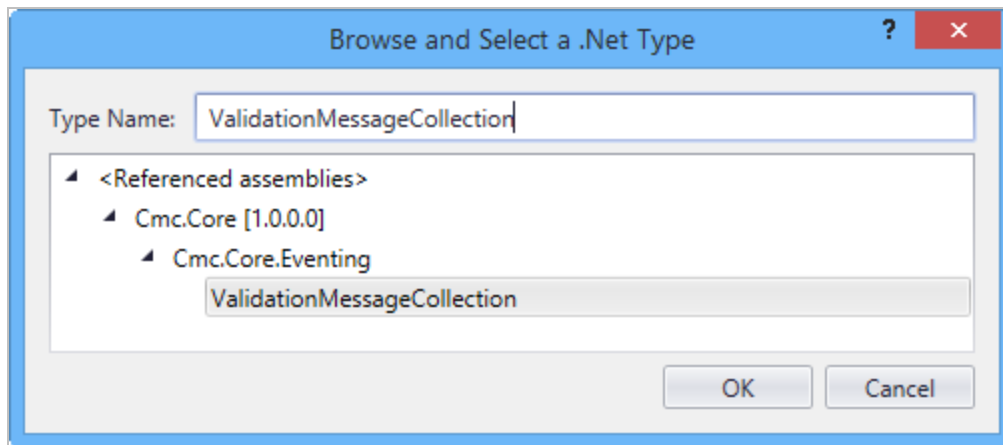 Browse and Select a .Net Type
?
Type Name: ValidationMessageCollection
<Referenced assemblies>
Cmc.Core [1.0.0.0]
Cmc.Core.Eventing
ValidationMessageCollection
OK Cancel